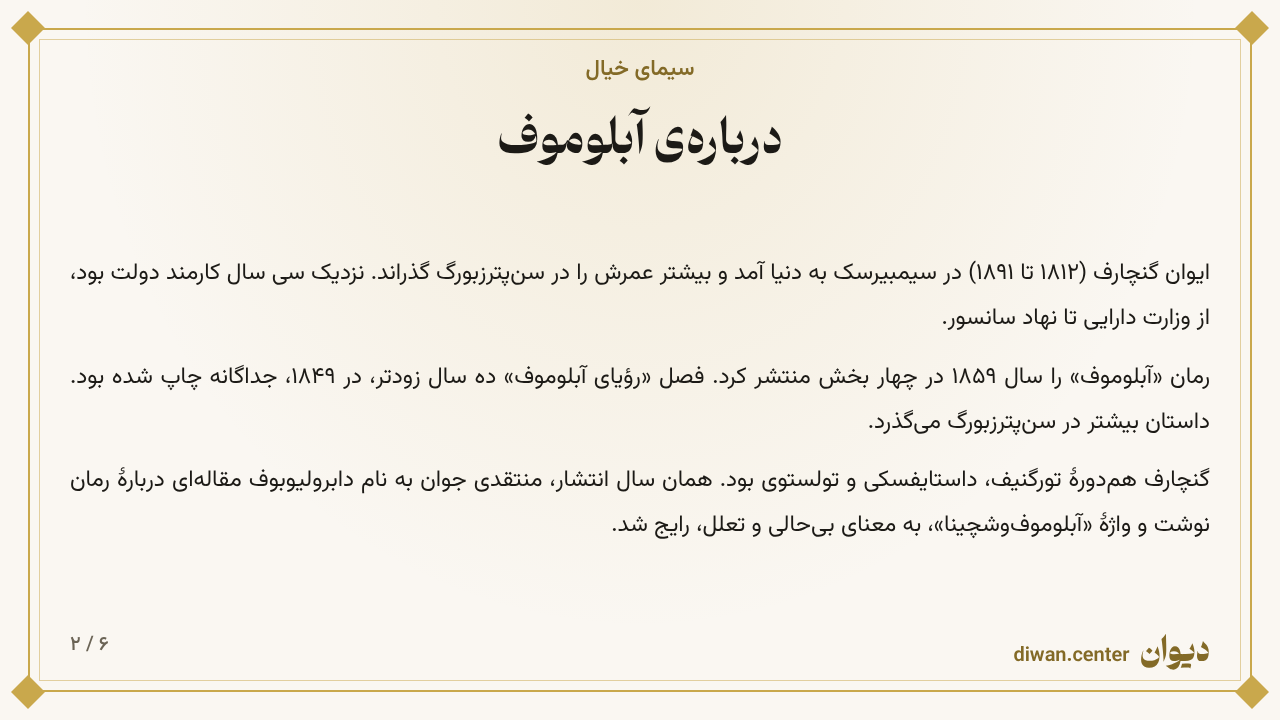 سیمای خیال
درباره‌ی آبلوموف
ایوان گنچارف (۱۸۱۲ تا ۱۸۹۱) در سیمبیرسک به دنیا آمد و بیشتر عمرش را در سن‌پترزبورگ گذراند. نزدیک سی سال کارمند دولت بود،
از وزارت دارایی تا نهاد سانسور.
رمان «آبلوموف» را سال ۱۸۵۹ در چهار بخش منتشر کرد. فصل «رؤیای آبلوموف» ده سال زودتر، در ۱۸۴۹، جداگانه چاپ شده بود.
داستان بیشتر در سن‌پترزبورگ می‌گذرد.
گنچارف هم‌دورهٔ تورگنیف، داستایفسکی و تولستوی بود. همان سال انتشار، منتقدی جوان به نام دابرولیوبوف مقاله‌ای دربارهٔ رمان
نوشت و واژهٔ «آبلوموف‌وشچینا»، به معنای بی‌حالی و تعلل، رایج شد.
دیوان diwan.center
۲ / ۶